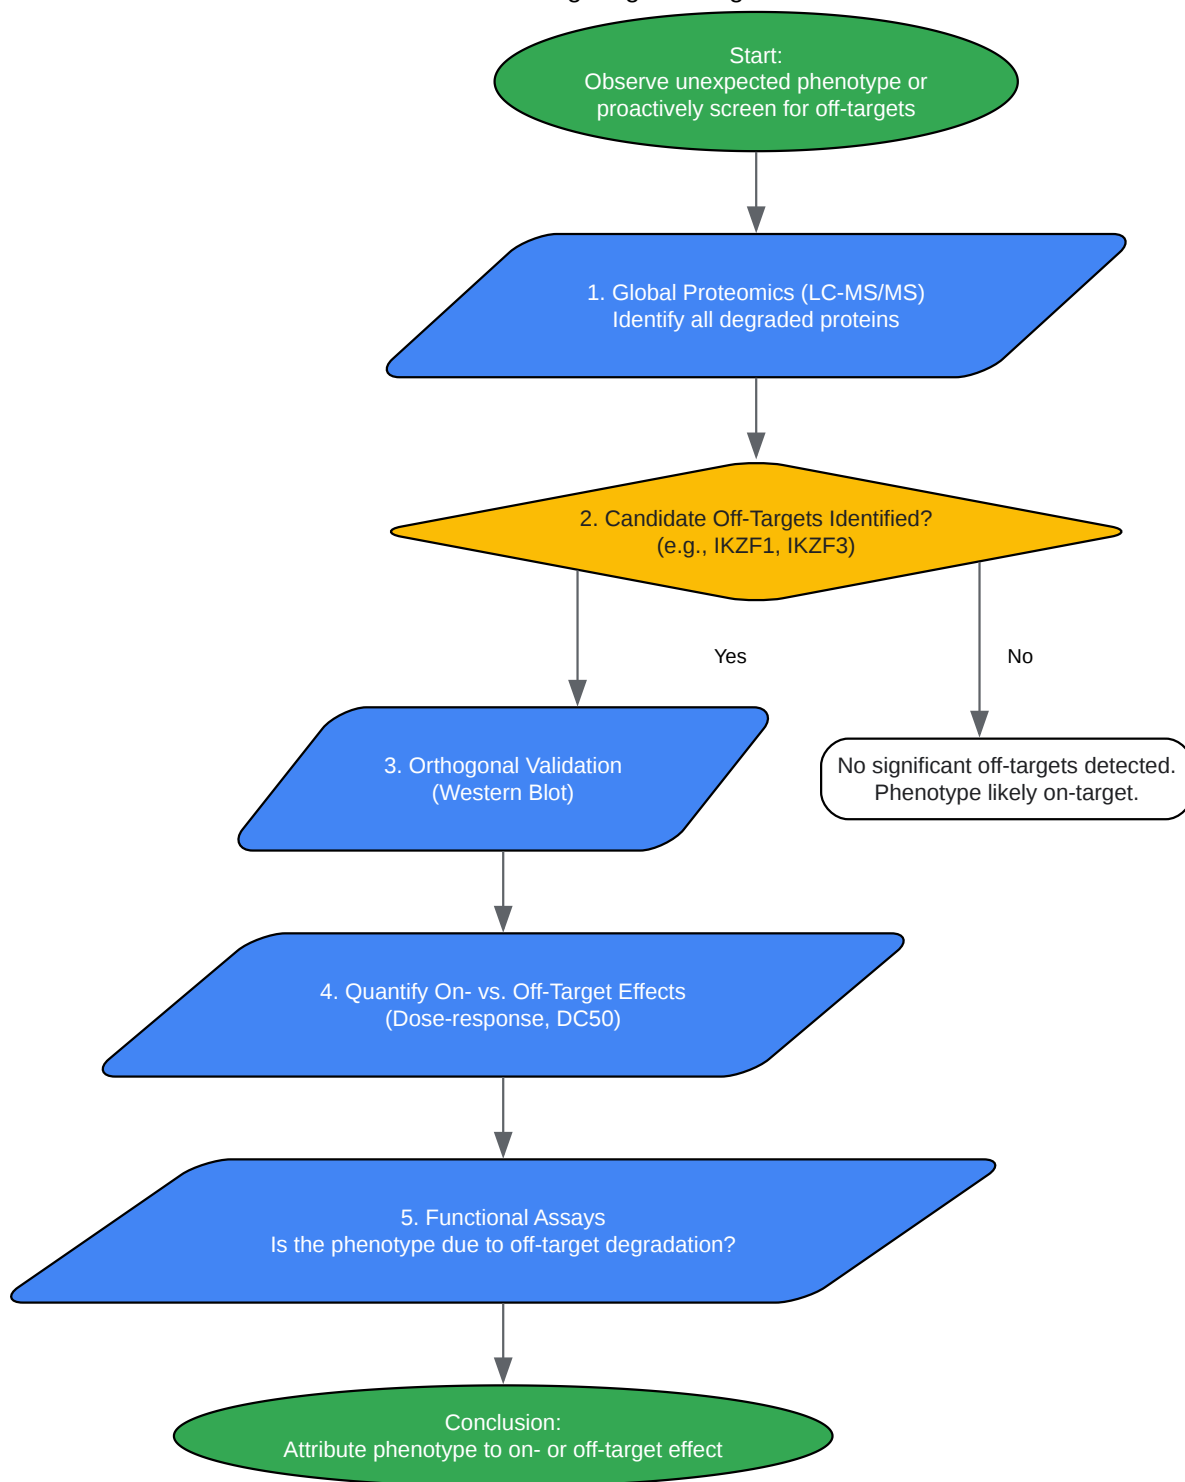 Start:
Observe unexpected phenotype or
proactively screen for off-targets
1. Global Proteomics (LC-MS/MS)
Identify all degraded proteins
2. Candidate Off-Targets Identified?
(e.g., IKZF1, IKZF3)
Yes
No
3. Orthogonal Validation
(Western Blot)
No significant off-targets detected.
Phenotype likely on-target.
4. Quantify On- vs. Off-Target Effects
(Dose-response, DC50)
5. Functional Assays
Is the phenotype due to off-target degradation?
Conclusion:
Attribute phenotype to on- or off-target effect